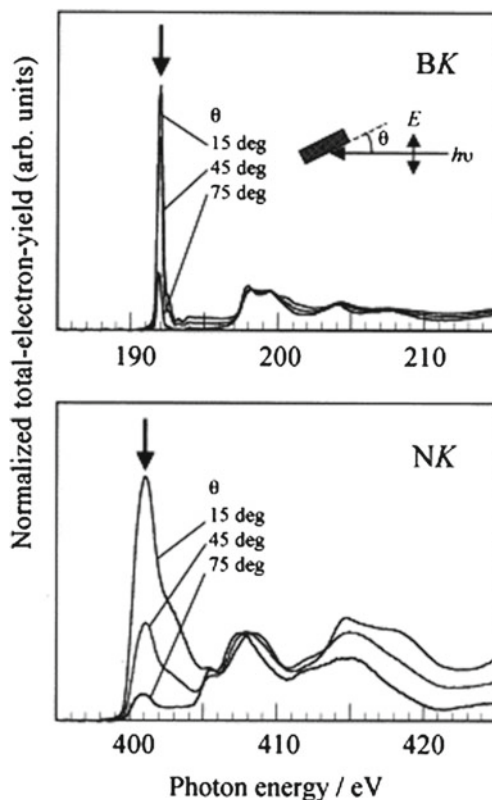 Normalized total-electron-yield (arb. units)
BK
θ
15 deg
45 deg
75 deg
E
θ
hν
190 200 210
NK
θ
15 deg
45 deg
75 deg
400 410 420
Photon energy / eV